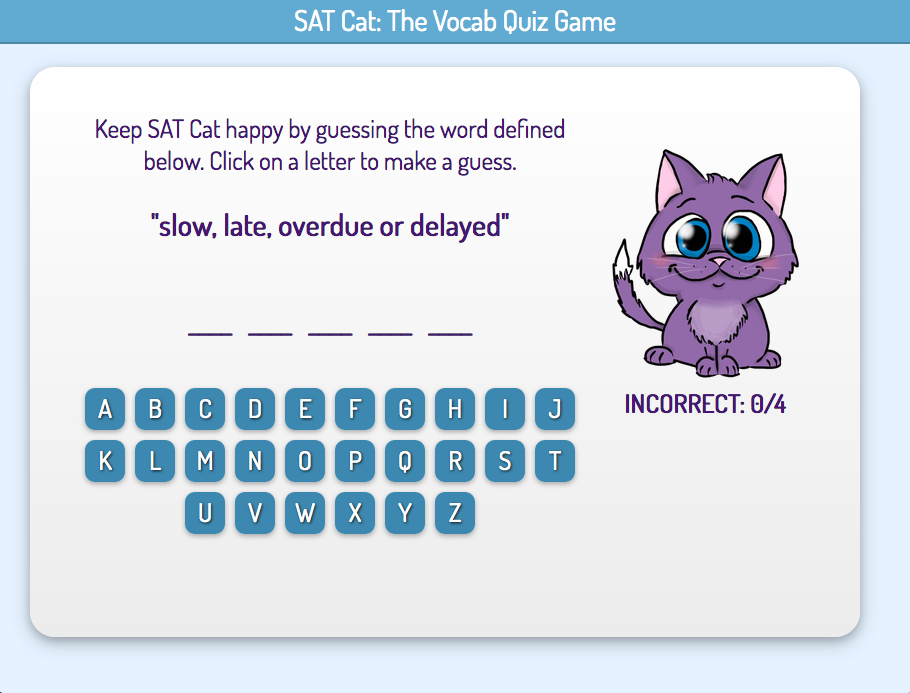 SAT Cat: The Vocab Quiz Game
Keep SAT Cat happy by guessing the word defined
below. Click on a letter to make a guess.
"slow, late, overdue or delayed"
A B C D E F G H I J
INCORRECT: 0/4
K L M N O P Q R S T
U V W X Y Z